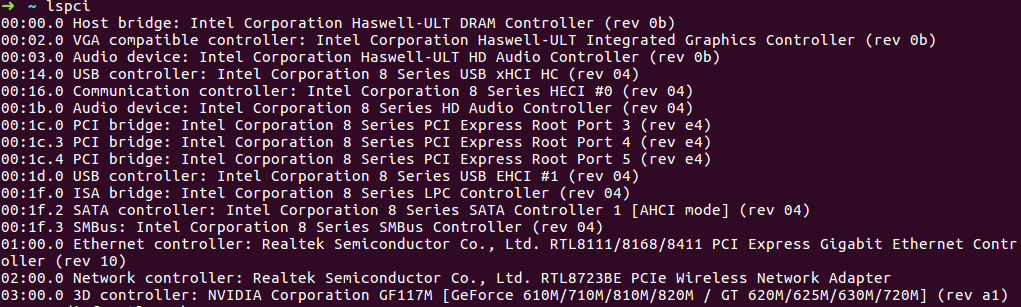 ➜ ~ lspci
00:00.0 Host bridge: Intel Corporation Haswell-ULT DRAM Controller (rev 0b)
00:02.0 VGA compatible controller: Intel Corporation Haswell-ULT Integrated Graphics Controller (rev 0b)
00:03.0 Audio device: Intel Corporation Haswell-ULT HD Audio Controller (rev 0b)
00:14.0 USB controller: Intel Corporation 8 Series USB xHCI HC (rev 04)
00:16.0 Communication controller: Intel Corporation 8 Series HECI #0 (rev 04)
00:1b.0 Audio device: Intel Corporation 8 Series HD Audio Controller (rev 04)
00:1c.0 PCI bridge: Intel Corporation 8 Series PCI Express Root Port 3 (rev e4)
00:1c.3 PCI bridge: Intel Corporation 8 Series PCI Express Root Port 4 (rev e4)
00:1c.4 PCI bridge: Intel Corporation 8 Series PCI Express Root Port 5 (rev e4)
00:1d.0 USB controller: Intel Corporation 8 Series USB EHCI #1 (rev 04)
00:1f.0 ISA bridge: Intel Corporation 8 Series LPC Controller (rev 04)
00:1f.2 SATA controller: Intel Corporation 8 Series SATA Controller 1 [AHCI mode] (rev 04)
00:1f.3 SMBus: Intel Corporation 8 Series SMBus Controller (rev 04)
01:00.0 Ethernet controller: Realtek Semiconductor Co., Ltd. RTL8111/8168/8411 PCI Express Gigabit Ethernet Contr
oller (rev 10)
02:00.0 Network controller: Realtek Semiconductor Co., Ltd. RTL8723BE PCIe Wireless Network Adapter
03:00.0 3D controller: NVIDIA Corporation GF117M [GeForce 610M/710M/810M/820M / GT 620M/625M/630M/720M] (rev a1)